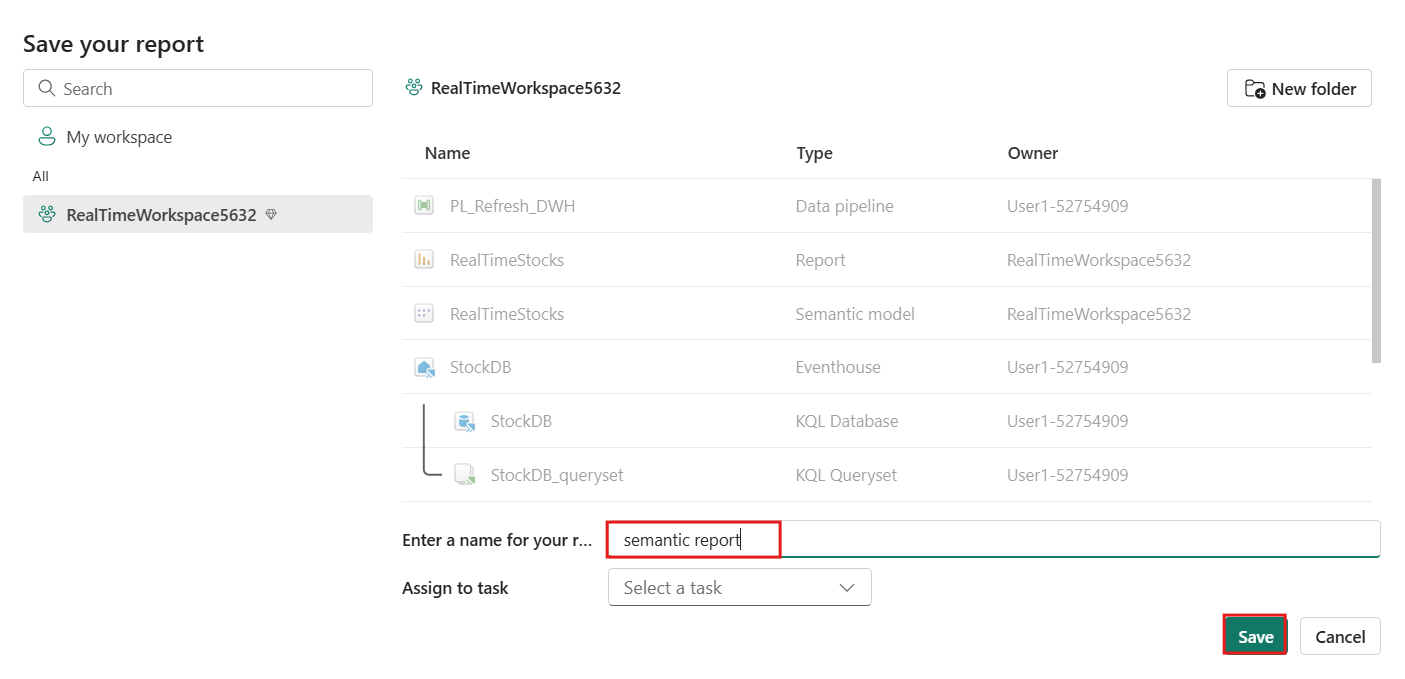 Save your report
Search
My workspace
All
RealTimeWorkspace5632
RealTimeWorkspace5632
New folder
Name Type Owner
PL_Refresh_DWH Data pipeline User1-52754909
RealTimeStocks Report RealTimeWorkspace5632
RealTimeStocks Semantic model RealTimeWorkspace5632
StockDB Eventhouse User1-52754909
StockDB KQL Database User1-52754909
StockDB_queryset KQL Queryset User1-52754909
Enter a name for your r... semantic report
Assign to task Select a task
Save Cancel